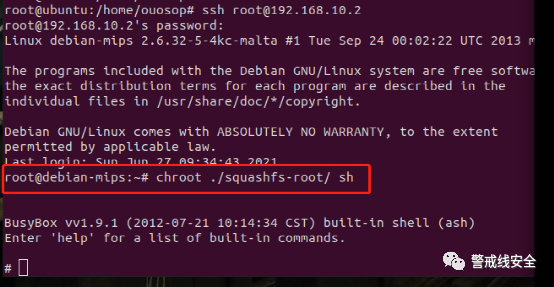 root@ubuntu:/home/ouosop# ssh root@192.168.10.2
root@192.168.10.2's password:
Linux debian-mips 2.6.32-5-4kc-malta #1 Tue Sep 24 00:02:22 UTC 2013 m
The programs included with the Debian GNU/Linux system are free softwa
the exact distribution terms for each program are described in the
individual files in /usr/share/doc/*/copyright.
Debian GNU/Linux comes with ABSOLUTELY NO WARRANTY, to the extent
permitted by applicable law.
Last login: Sun Jun 27 09:34:43 2021
root@debian-mips:~# chroot ./squashfs-root/ sh
BusyBox vv1.9.1 (2012-07-21 10:14:34 CST) built-in shell (ash)
Enter 'help' for a list of built-in commands.
#
警戒线安全